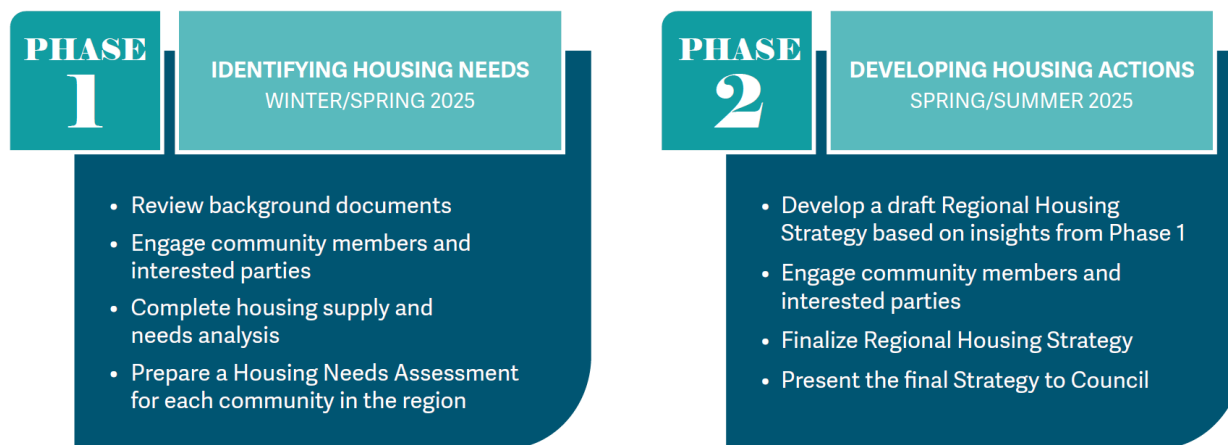 PHASE
1
IDENTIFYING HOUSING NEEDS
WINTER/SPRING 2025
• Review background documents
• Engage community members and
interested parties
• Complete housing supply and
needs analysis
• Prepare a Housing Needs Assessment
for each community in the region
PHASE
2
DEVELOPING HOUSING ACTIONS
SPRING/SUMMER 2025
• Develop a draft Regional Housing
Strategy based on insights from Phase 1
• Engage community members and
interested parties
• Finalize Regional Housing Strategy
• Present the final Strategy to Council